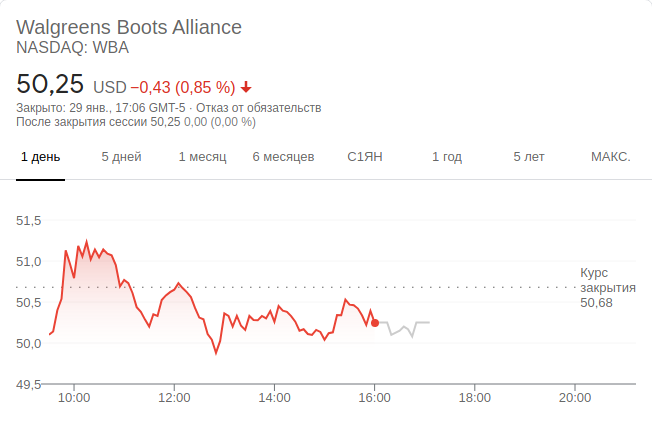 Walgreens Boots Alliance
NASDAQ: WBA
50,25 USD −0,43 (0,85 %)
Закрыто: 29 янв., 17:06 GMT-5 · Отказ от обязательств
После закрытия сессии 50,25 0,00 (0,00 %)
1 день 5 дней 1 месяц 6 месяцев С1ЯН 1 год 5 лет МАКС.
51,5
51,0
Курс
закрытия
50,5
50,68
50,0
49,5
10:00 12:00 14:00 16:00 18:00 20:00